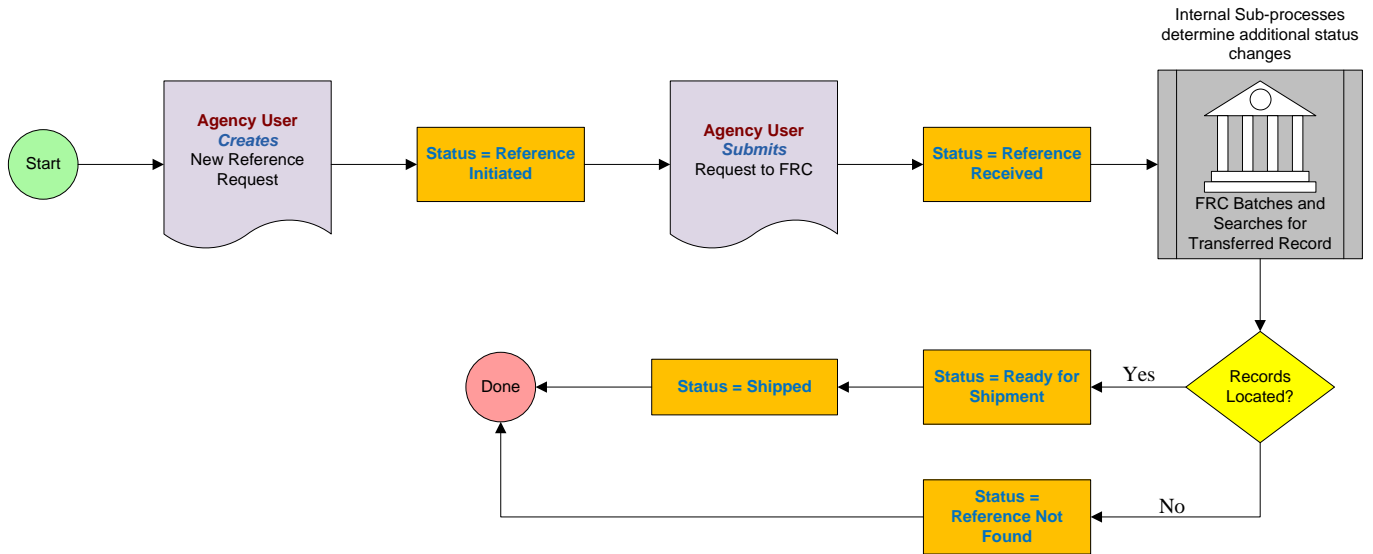 Internal Sub-processes
determine additional status
changes
Start
Agency User
Creates
New Reference
Request
Status = Reference
Initiated
Agency User
Submits
Request to FRC
Status = Reference
Received
FRC Batches and
Searches for
Transferred Record
Records
Located?
Yes
Status = Ready for
Shipment
Status = Shipped
Done
No
Status =
Reference Not
Found